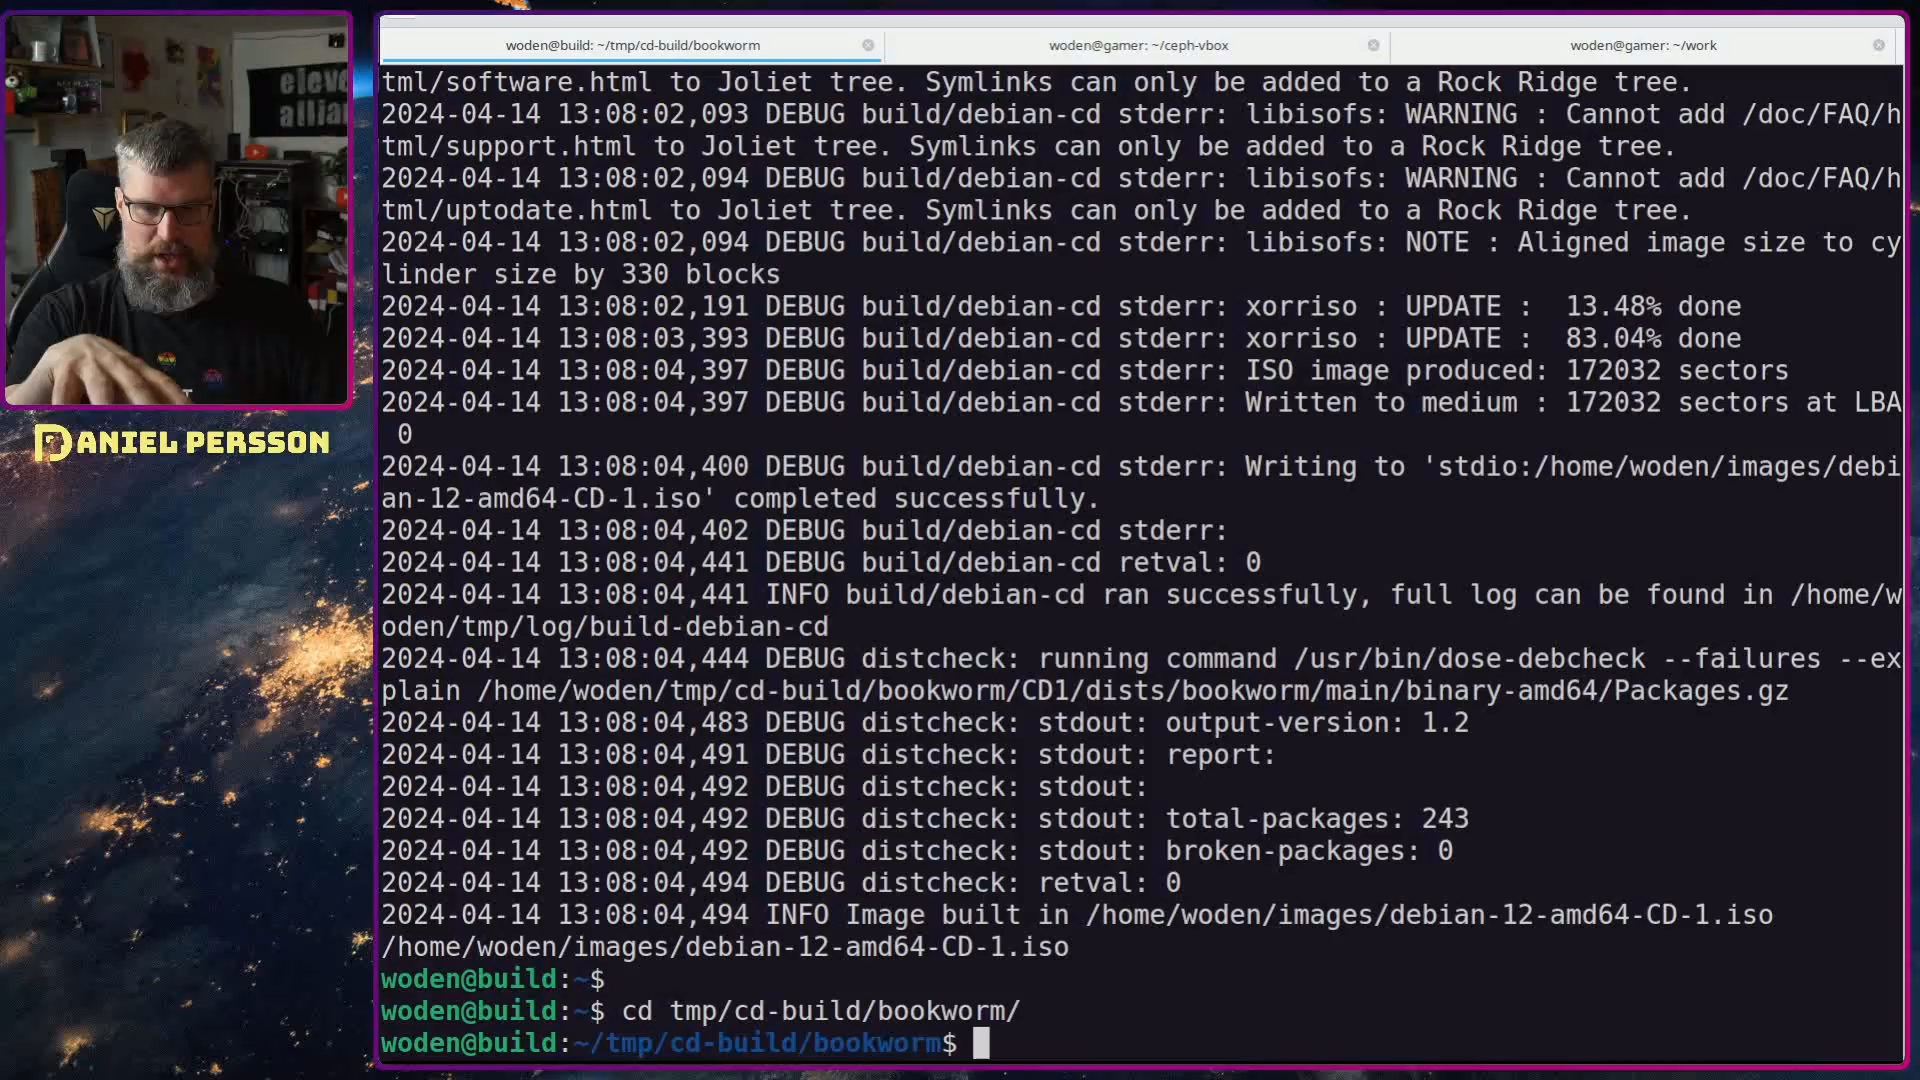 woden@build: ~/tmp/cd-build/bookworm
woden@gamer: ~/ceph-vbox
woden@gamer: ~/work
tml/software.html to Joliet tree. Symlinks can only be added to a Rock Ridge tree.
2024-04-14 13:08:02,093 DEBUG build/debian-cd stderr: libisofs: WARNING : Cannot add /doc/FAQ/h
tml/support.html to Joliet tree. Symlinks can only be added to a Rock Ridge tree.
2024-04-14 13:08:02,094 DEBUG build/debian-cd stderr: libisofs: WARNING : Cannot add /doc/FAQ/h
tml/uptodate.html to Joliet tree. Symlinks can only be added to a Rock Ridge tree.
2024-04-14 13:08:02,094 DEBUG build/debian-cd stderr: libisofs: NOTE : Aligned image size to cy
linder size by 330 blocks
2024-04-14 13:08:02,191 DEBUG build/debian-cd stderr: xorriso : UPDATE :  13.48% done
2024-04-14 13:08:03,393 DEBUG build/debian-cd stderr: xorriso : UPDATE :  83.04% done
2024-04-14 13:08:04,397 DEBUG build/debian-cd stderr: ISO image produced: 172032 sectors
2024-04-14 13:08:04,397 DEBUG build/debian-cd stderr: Written to medium : 172032 sectors at LBA
0
2024-04-14 13:08:04,400 DEBUG build/debian-cd stderr: Writing to 'stdio:/home/woden/images/debi
an-12-amd64-CD-1.iso' completed successfully.
2024-04-14 13:08:04,402 DEBUG build/debian-cd stderr:
2024-04-14 13:08:04,441 DEBUG build/debian-cd retval: 0
2024-04-14 13:08:04,441 INFO build/debian-cd ran successfully, full log can be found in /home/w
oden/tmp/log/build-debian-cd
2024-04-14 13:08:04,444 DEBUG distcheck: running command /usr/bin/dose-debcheck --failures --ex
plain /home/woden/tmp/cd-build/bookworm/CD1/dists/bookworm/main/binary-amd64/Packages.gz
2024-04-14 13:08:04,483 DEBUG distcheck: stdout: output-version: 1.2
2024-04-14 13:08:04,491 DEBUG distcheck: stdout: report:
2024-04-14 13:08:04,492 DEBUG distcheck: stdout:
2024-04-14 13:08:04,492 DEBUG distcheck: stdout: total-packages: 243
2024-04-14 13:08:04,492 DEBUG distcheck: stdout: broken-packages: 0
2024-04-14 13:08:04,494 DEBUG distcheck: retval: 0
2024-04-14 13:08:04,494 INFO Image built in /home/woden/images/debian-12-amd64-CD-1.iso
/home/woden/images/debian-12-amd64-CD-1.iso
woden@build:~$
woden@build:~$ cd tmp/cd-build/bookworm/
woden@build:~/tmp/cd-build/bookworm$
DANIEL PERSSON